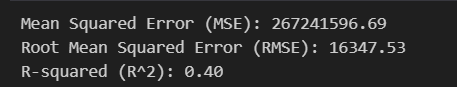 Mean Squared Error (MSE): 267241596.69
Root Mean Squared Error (RMSE): 16347.53
R-squared (R^2): 0.40